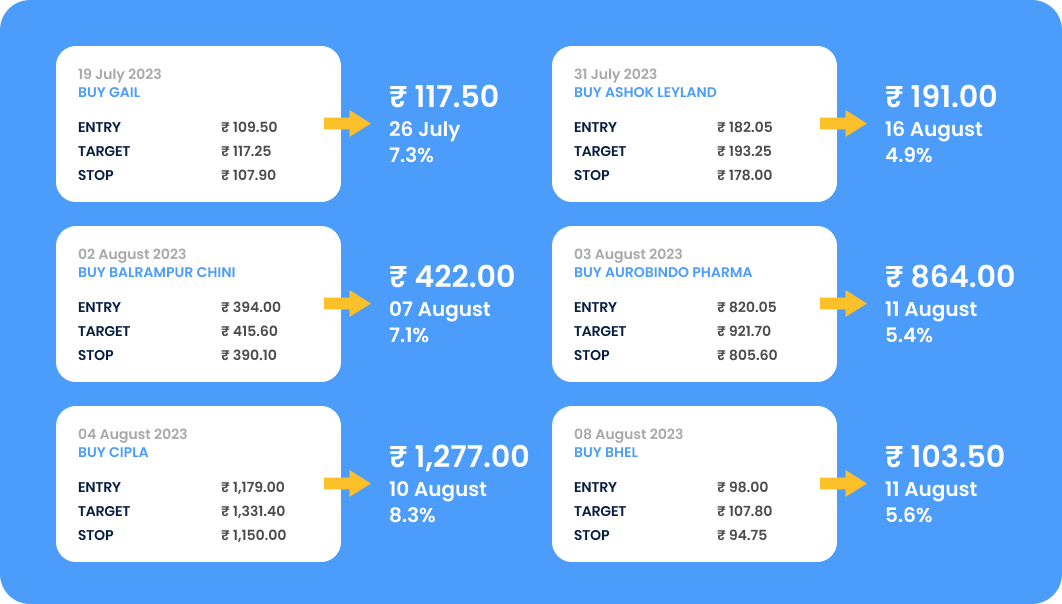 19 July 2023
BUY GAIL
ENTRY ₹ 109.50
TARGET ₹ 117.25
STOP ₹ 107.90
₹ 117.50
26 July
7.3%
31 July 2023
BUY ASHOK LEYLAND
ENTRY ₹ 182.05
TARGET ₹ 193.25
STOP ₹ 178.00
₹ 191.00
16 August
4.9%
02 August 2023
BUY BALRAMPUR CHINI
ENTRY ₹ 394.00
TARGET ₹ 415.60
STOP ₹ 390.10
₹ 422.00
07 August
7.1%
03 August 2023
BUY AUROBINDO PHARMA
ENTRY ₹ 820.05
TARGET ₹ 921.70
STOP ₹ 805.60
₹ 864.00
11 August
5.4%
04 August 2023
BUY CIPLA
ENTRY ₹ 1,179.00
TARGET ₹ 1,331.40
STOP ₹ 1,150.00
₹ 1,277.00
10 August
8.3%
08 August 2023
BUY BHEL
ENTRY ₹ 98.00
TARGET ₹ 107.80
STOP ₹ 94.75
₹ 103.50
11 August
5.6%